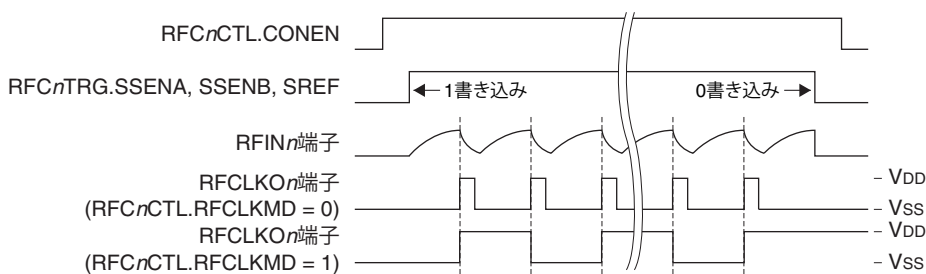 RFCnCTL.CONEN
RFCnTRG.SSENA, SSENB, SREF
1書き込み
0書き込み
RFINn端子
RFCLKOn端子
(RFCnCTL.RFCLKMD = 0)
VDD
VSS
RFCLKOn端子
(RFCnCTL.RFCLKMD = 1)
VDD
VSS